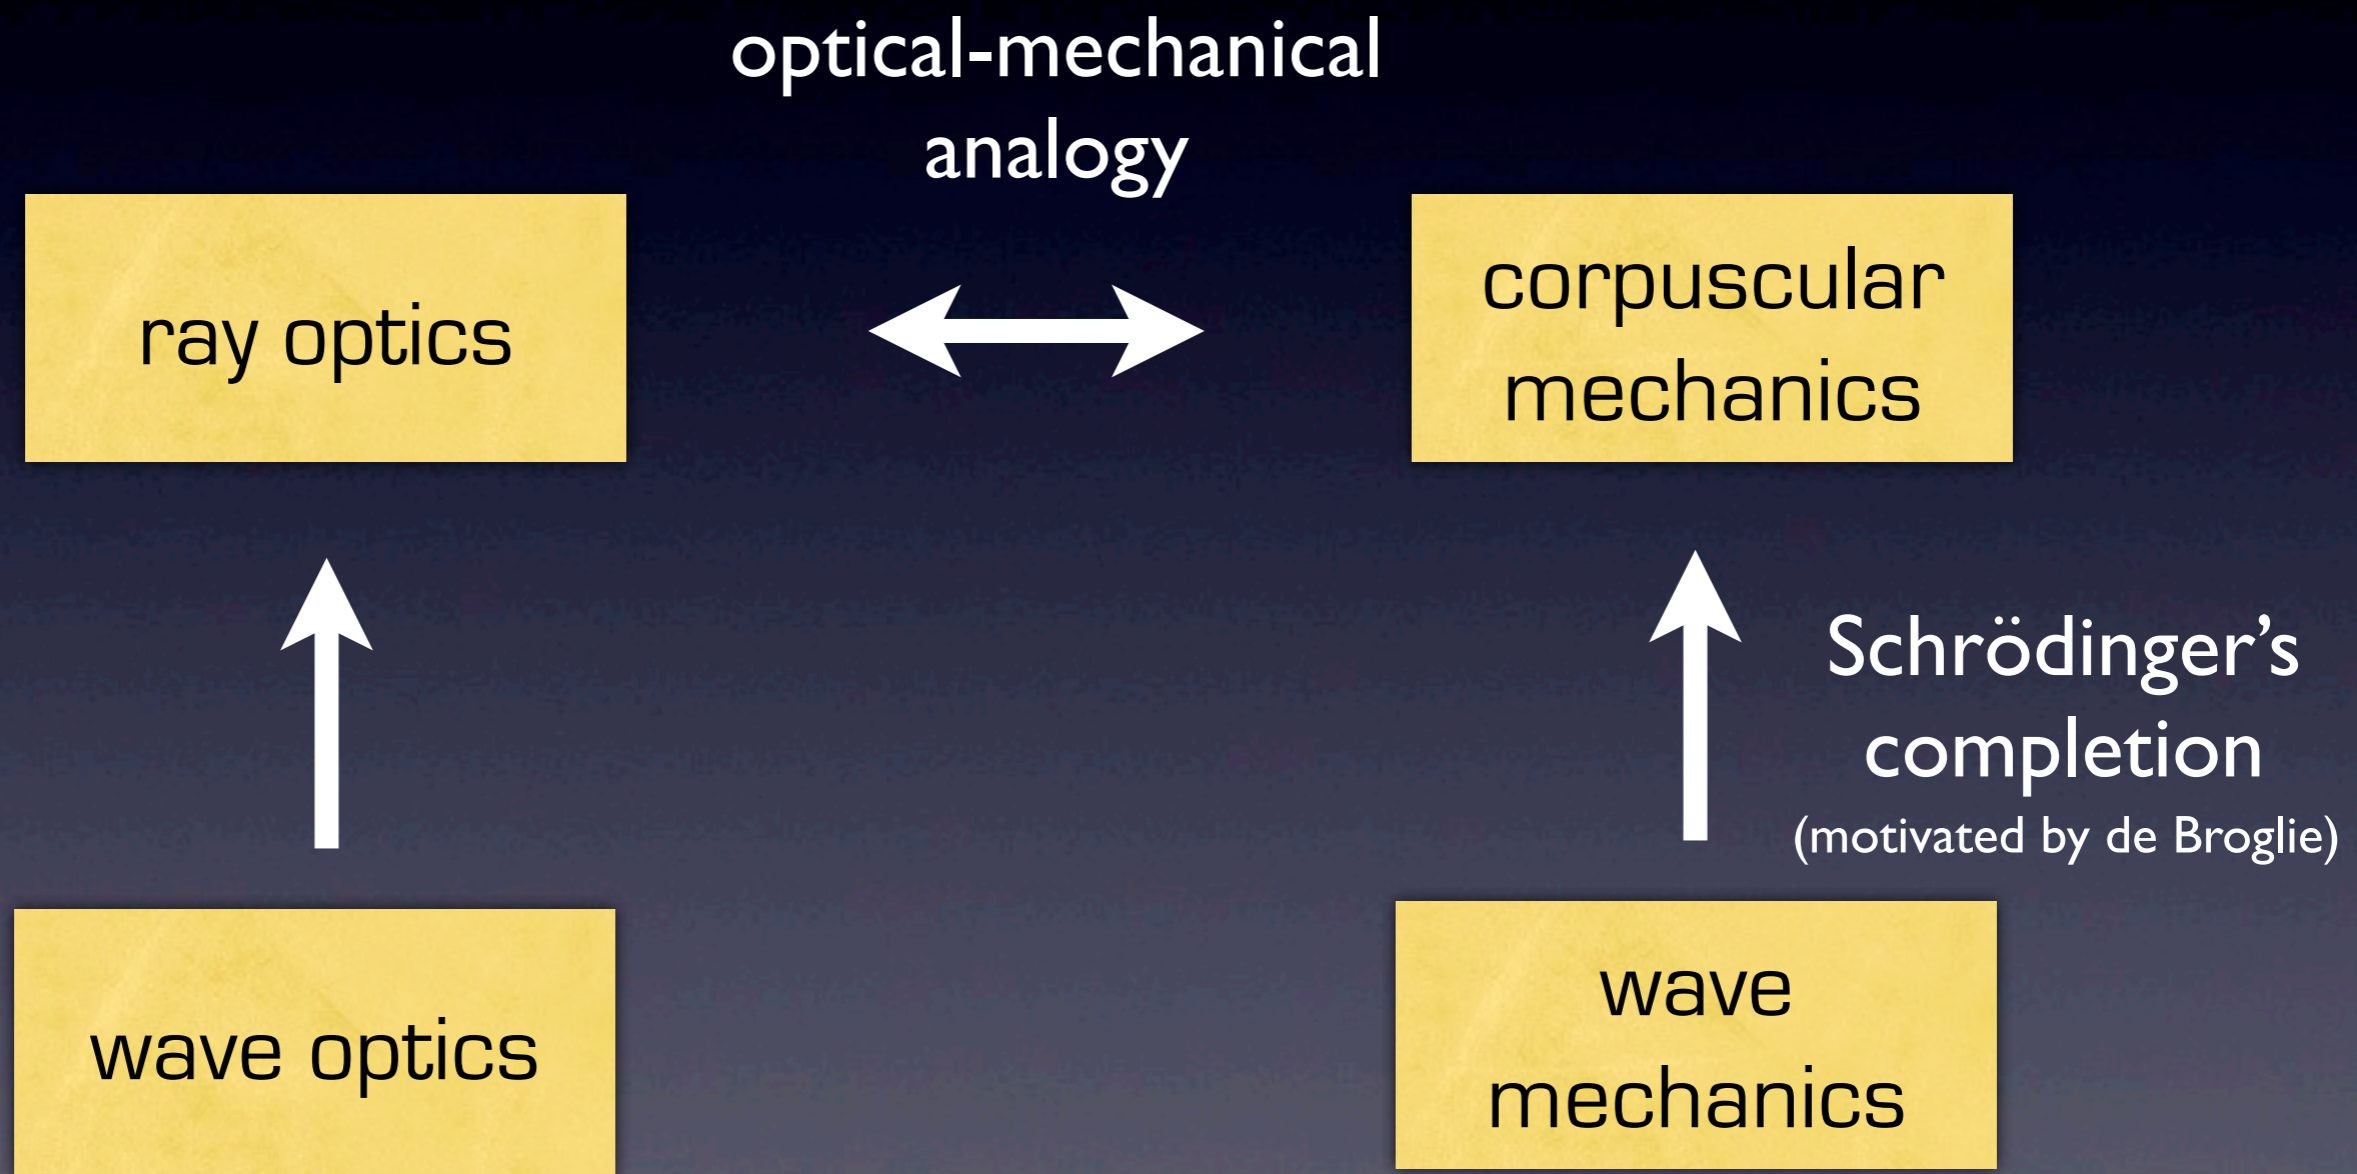 optical-mechanical
analogy
ray optics
corpuscular
mechanics
Schrödinger’s
completion
(motivated by de Broglie)
wave optics
wave
mechanics